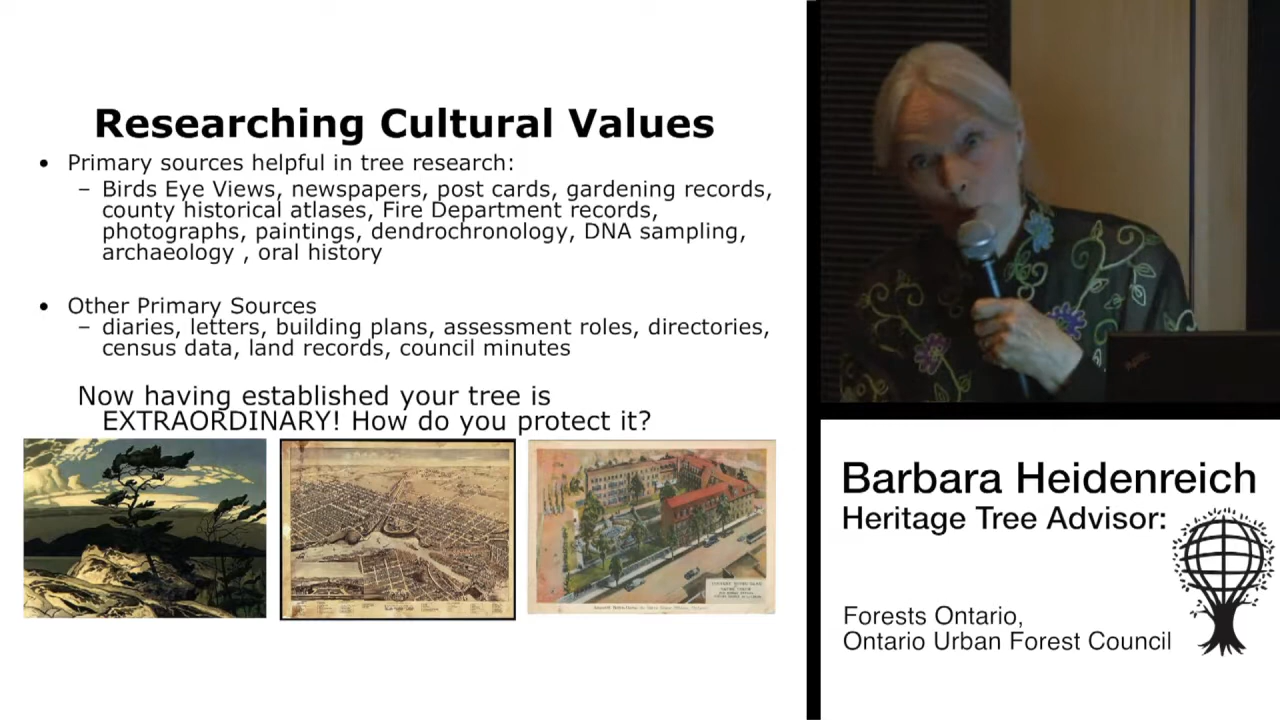 Researching Cultural Values
• Primary sources helpful in tree research:
– Birds Eye Views, newspapers, post cards, gardening records,
county historical atlases, Fire Department records,
photographs, paintings, dendrochronology, DNA sampling,
archaeology , oral history
• Other Primary Sources
– diaries, letters, building plans, assessment roles, directories,
census data, land records, council minutes
Now having established your tree is
EXTRAORDINARY! How do you protect it?
Barbara Heidenreich
Heritage Tree Advisor:
Forests Ontario,
Ontario Urban Forest Council